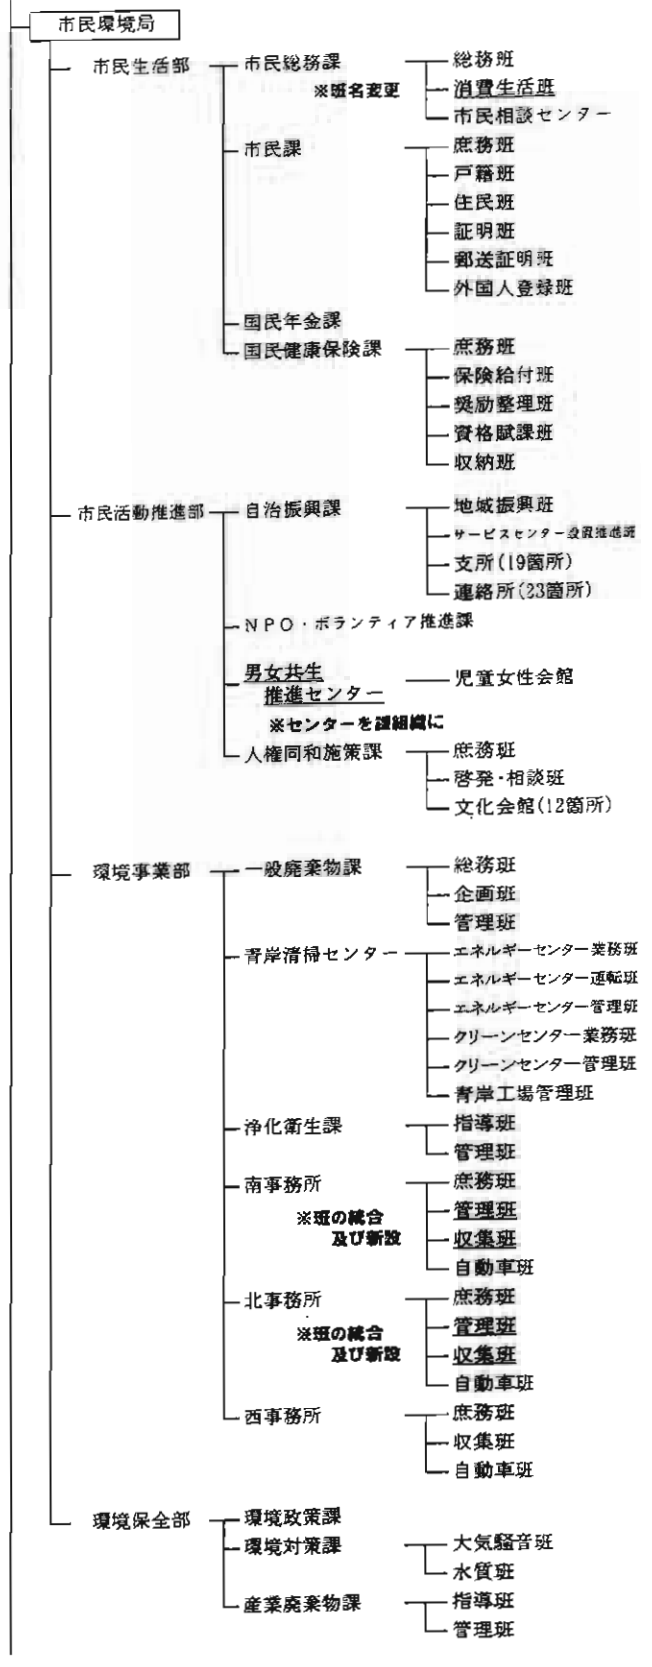 市民環境局
市民生活部 市民総務課 総務班
※班名変更 消費生活班
市民相談センター
市民課 庶務班
戸籍班
住民班
証明班
郵送証明班
外国人登録班
国民年金課
国民健康保険課 庶務班
保険給付班
奨励整理班
資格賦課班
収納班
市民活動推進部 自治振興課 地域振興班
サービスセンター設置推進班
支所(19箇所)
連絡所(23箇所)
NPO・ボランティア推進課
男女共生 児童女性会館
推進センター
※センターを課組織に
人権同和施策課 庶務班
啓発・相談班
文化会館(12箇所)
環境事業部 一般廃棄物課 総務班
企画班
管理班
青岸清掃センター エネルギーセンター業務班
エネルギーセンター運転班
エネルギーセンター管理班
クリーンセンター業務班
クリーンセンター管理班
青岸工場管理班
浄化衛生課 指導班
管理班
南事務所 庶務班
※班の統合 管理班
及び新設 収集班
自動車班
北事務所 庶務班
※班の統合 管理班
及び新設 収集班
自動車班
西事務所 庶務班
収集班
自動車班
環境保全部 環境政策課
環境対策課 大気騒音班
水質班
産業廃棄物課 指導班
管理班